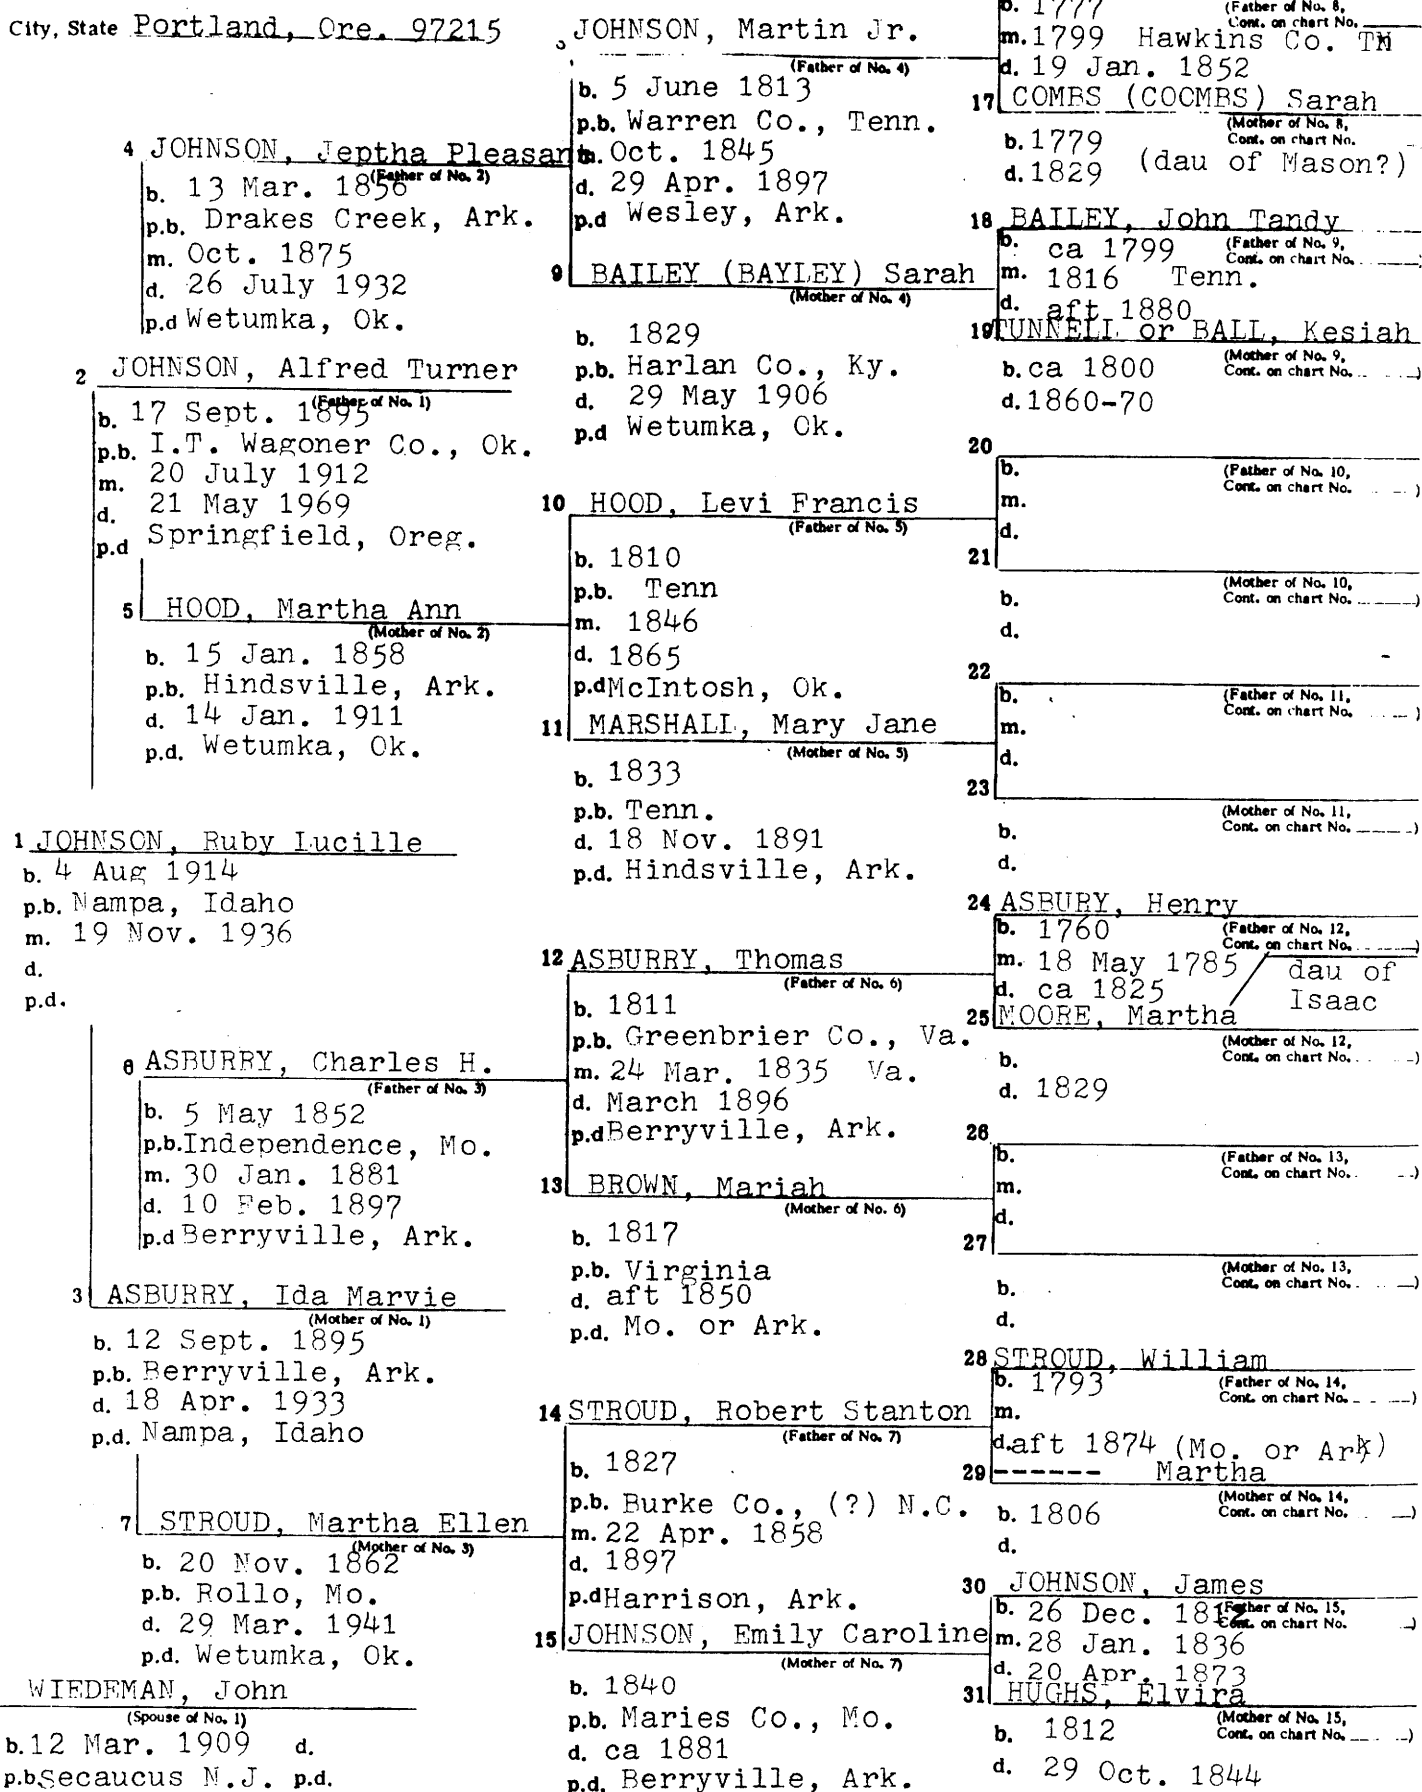 City, State Portland, Ore. 97215
4 JOHNSON, Jeptha Pleasant
(Father of No. 2)
b. 13 Mar. 1856
p.b. Drakes Creek, Ark.
m. Oct. 1875
d. 26 July 1932
p.d Wetumka, Ok.
2 JOHNSON, Alfred Turner
(Father of No. 1)
b. 17 Sept. 1895
p.b. I.T. Wagoner Co., Ok.
m. 20 July 1912
d. 21 May 1969
p.d Springfield, Oreg.
5 HOOD, Martha Ann
(Mother of No. 2)
b. 15 Jan. 1858
p.b. Hindsville, Ark.
d. 14 Jan. 1911
p.d. Wetumka, Ok.
1 JOHNSON, Ruby Lucille
b. 4 Aug 1914
p.b. Nampa, Idaho
m. 19 Nov. 1936
d.
p.d.
6 ASBURRY, Charles H.
(Father of No. 3)
b. 5 May 1852
p.b. Independence, Mo.
m. 30 Jan. 1881
d. 10 Feb. 1897
p.d Berryville, Ark.
3 ASBURRY, Ida Marvie
(Mother of No. 1)
b. 12 Sept. 1895
p.b. Berryville, Ark.
d. 18 Apr. 1933
p.d. Nampa, Idaho
7 STROUD, Martha Ellen
(Mother of No. 3)
b. 20 Nov. 1862
p.b. Rollo, Mo.
d. 29 Mar. 1941
p.d. Wetumka, Ok.
WIEDEMAN, John
(Spouse of No. 1)
b. 12 Mar. 1909 d.
p.b Secaucus N.J. p.d.
JOHNSON, Martin Jr.
(Father of No. 4)
b. 5 June 1813
p.b. Warren Co., Tenn.
m. Oct. 1845
d. 29 Apr. 1897
p.d Wesley, Ark.
9 BAILEY (BAYLEY) Sarah
(Mother of No. 4)
b. 1829
p.b. Harlan Co., Ky.
d. 29 May 1906
p.d Wetumka, Ok.
10 HOOD, Levi Francis
(Father of No. 5)
b. 1810
p.b. Tenn
m. 1846
d. 1865
p.d McIntosh, Ok.
11 MARSHALL, Mary Jane
(Mother of No. 5)
b. 1833
p.b. Tenn.
d. 18 Nov. 1891
p.d. Hindsville, Ark.
12 ASBURRY, Thomas
(Father of No. 6)
b. 1811
p.b. Greenbrier Co., Va.
m. 24 Mar. 1835 Va.
d. March 1896
p.d Berryville, Ark.
13 BROWN, Mariah
(Mother of No. 6)
b. 1817
p.b. Virginia
d. aft 1850
p.d. Mo. or Ark.
14 STROUD, Robert Stanton
(Father of No. 7)
b. 1827
p.b. Burke Co., (?) N.C.
m. 22 Apr. 1858
d. 1897
p.d Harrison, Ark.
15 JOHNSON, Emily Caroline
(Mother of No. 7)
b. 1840
p.b. Maries Co., Mo.
d. ca 1881
p.d. Berryville, Ark.
b. 1777 (Father of No. 8,
Cont. on chart No.
m. 1799 Hawkins Co. TN
d. 19 Jan. 1852
17 COMBS (COOMBS) Sarah
(Mother of No. 8,
b. 1779 Cont. on chart No.
d. 1829 (dau of Mason?)
18 BAILEY, John Tandy
b. ca 1799 (Father of No. 9,
Cont. on chart No. )
m. 1816 Tenn.
d. aft 1880
19 TUNNELL or BALL, Kesiah
(Mother of No. 9,
b. ca 1800 Cont. on chart No. )
d. 1860-70
20
b. (Father of No. 10,
Cont. on chart No. )
m.
d.
21
(Mother of No. 10,
b. Cont. on chart No. )
d.
22
b. (Father of No. 11,
Cont. on chart No. )
m.
d.
23
(Mother of No. 11,
b. Cont. on chart No. )
d.
24 ASBURY, Henry
b. 1760 (Father of No. 12,
Cont. on chart No. )
m. 18 May 1785 dau of
d. ca 1825 Isaac
25 MOORE, Martha
(Mother of No. 12,
b. Cont. on chart No. )
d. 1829
26
b. (Father of No. 13,
Cont. on chart No. )
m.
d.
27
(Mother of No. 13,
b. Cont. on chart No. )
d.
28 STROUD, William
b. 1793 (Father of No. 14,
Cont. on chart No. )
m.
d. aft 1874 (Mo. or Ark)
29 ------ Martha
(Mother of No. 14,
b. 1806 Cont. on chart No. )
d.
30 JOHNSON, James
b. 26 Dec. 1812 (Father of No. 15,
Cont. on chart No. )
m. 28 Jan. 1836
d. 20 Apr. 1873
31 HUGHS, Elvira
(Mother of No. 15,
b. 1812 Cont. on chart No. )
d. 29 Oct. 1844